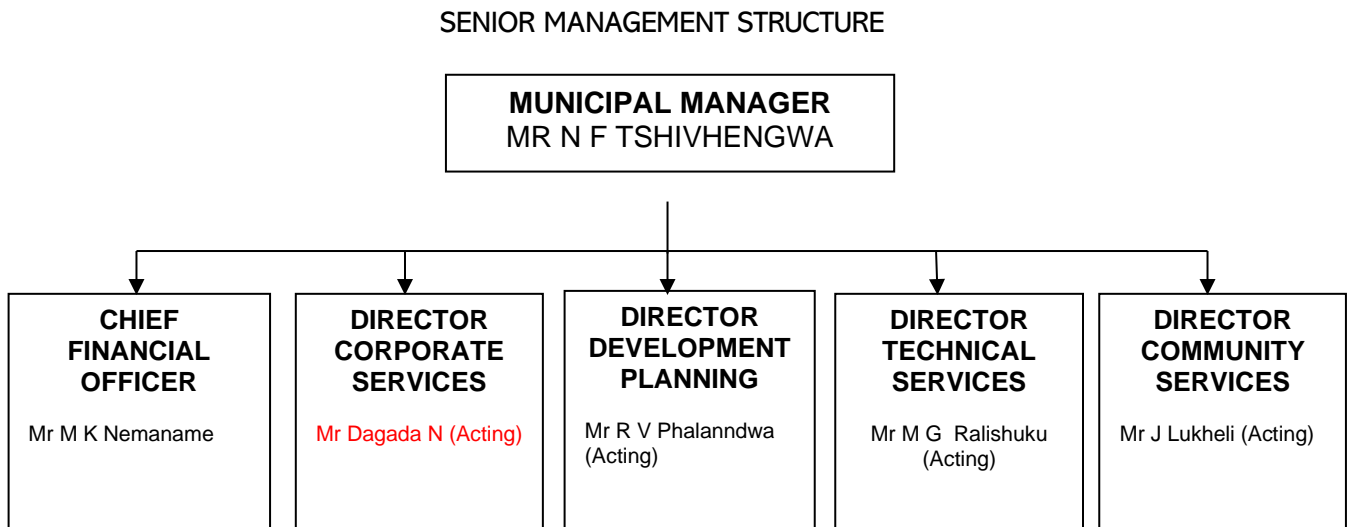 SENIOR MANAGEMENT STRUCTURE
MUNICIPAL MANAGER
MR N F TSHIVHENGWA
CHIEF
FINANCIAL
OFFICER
Mr M K Nemaname
DIRECTOR
CORPORATE
SERVICES
Mr Dagada N (Acting)
DIRECTOR
DEVELOPMENT
PLANNING
Mr R V Phalanndwa
(Acting)
DIRECTOR
TECHNICAL
SERVICES
Mr M G Ralishuku
(Acting)
DIRECTOR
COMMUNITY
SERVICES
Mr J Lukheli (Acting)